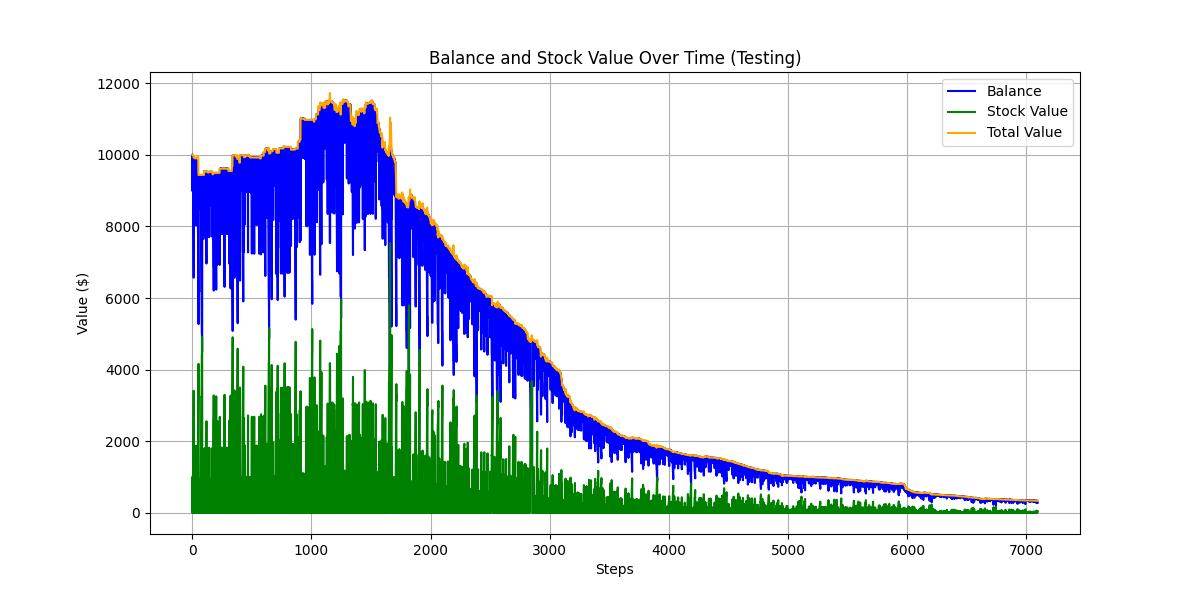 Balance and Stock Value Over Time (Testing)
12000
10000
8000
6000
4000
2000
0
Value ($)
Balance
Stock Value
Total Value
0 1000 2000 3000 4000 5000 6000 7000
Steps